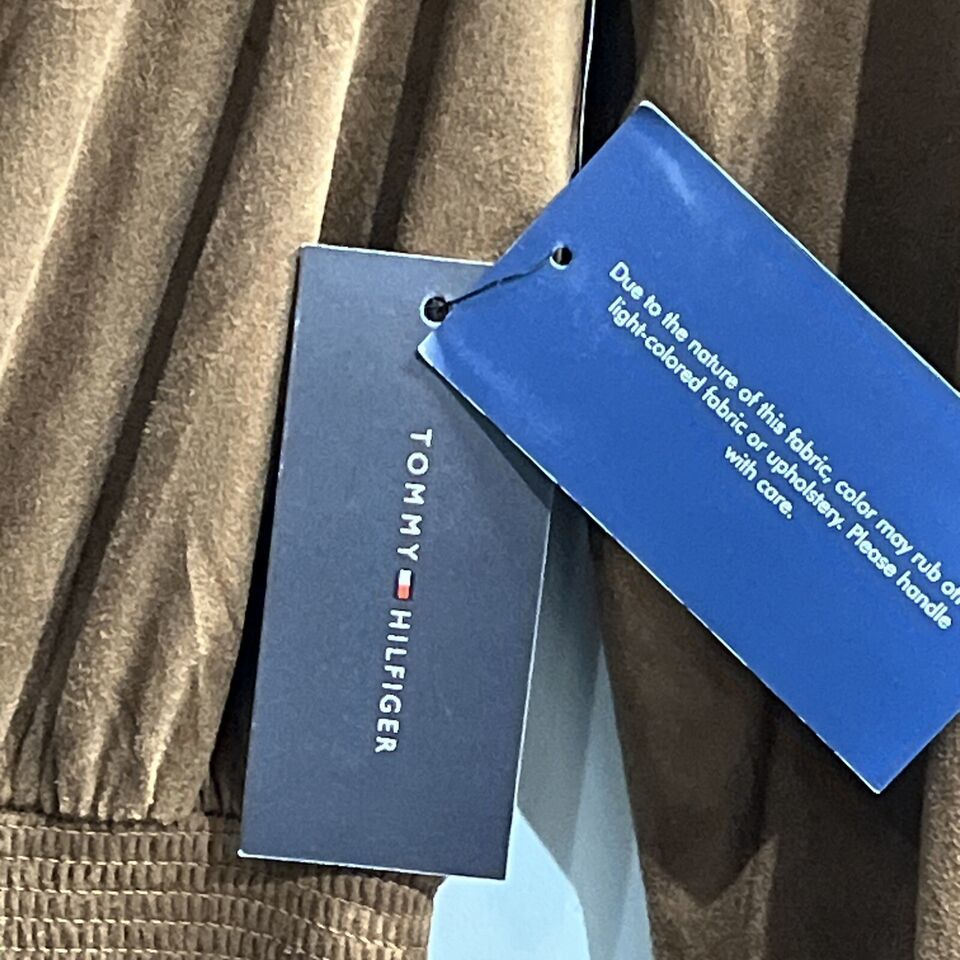 TOMMY HILFIGER
Due to the nature of this fabric, color may rub off
light-colored fabric or upholstery. Please handle
with care.